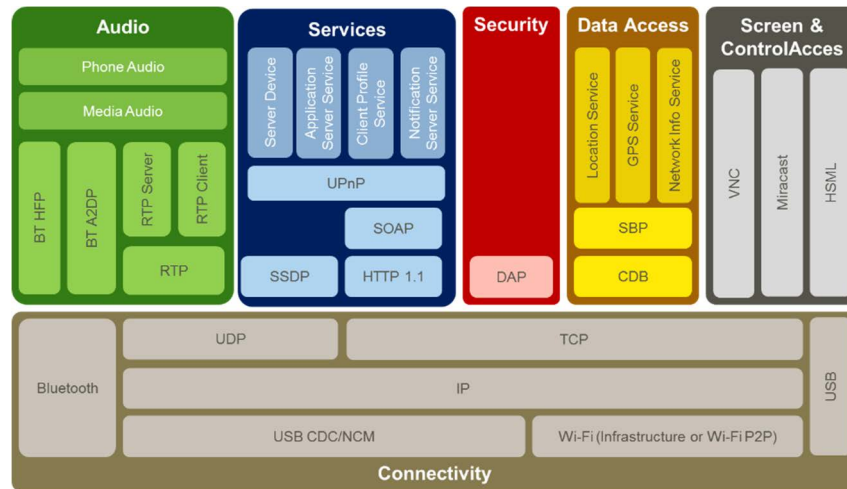 Audio
Phone Audio
Media Audio
BT HFP
BT A2DP
RTP Server
RTP Client
RTP
Services
Server Device
Application
Server Service
Client Profile
Service
Notification
Server Service
UPnP
SOAP
SSDP
HTTP 1.1
Security
DAP
Data Access
Location Service
GPS Service
Network Info Service
SBP
CDB
Screen &
ControlAcces
VNC
Miracast
HSML
Bluetooth
UDP
TCP
IP
USB CDC/NCM
Wi-Fi (Infrastructure or Wi-Fi P2P)
USB
Connectivity